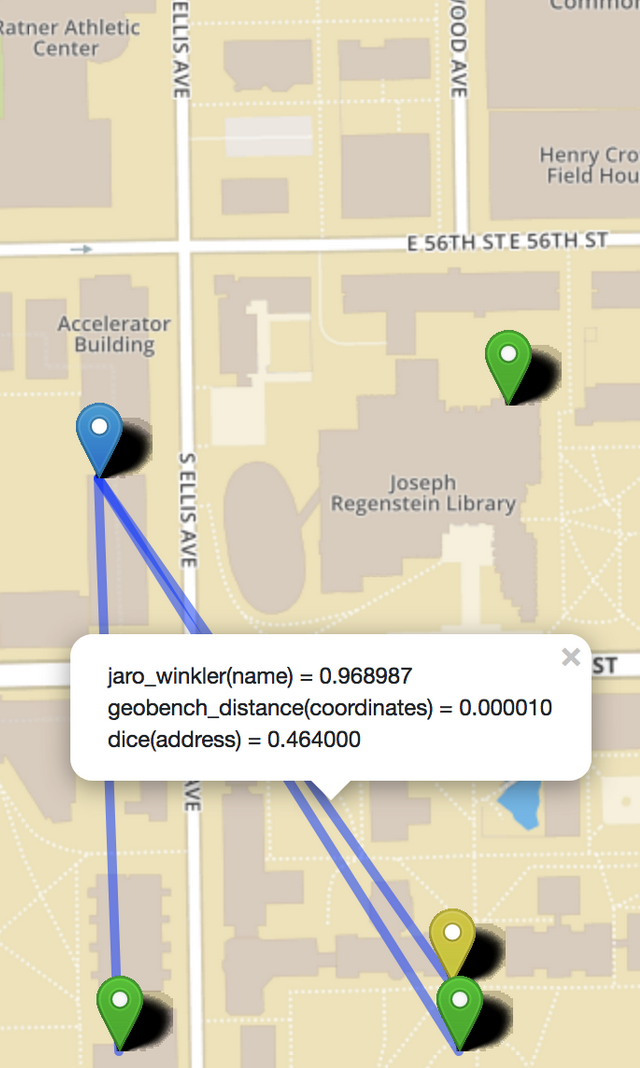 Common
Ratner Athletic
Center
ELLIS AVE
WOOD AVE
Henry Cro
Field Hou
E 56TH ST E 56TH ST
Accelerator
Building
S ELLIS AVE
Joseph
Regenstein Library
ST
jaro_winkler(name) = 0.968987
geobench_distance(coordinates) = 0.000010
dice(address) = 0.464000
×
AVE